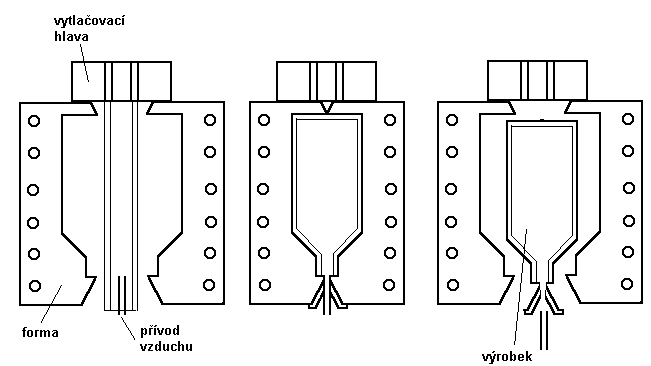 vytlačovací
hlava
forma
přívod
vzduchu
výrobek